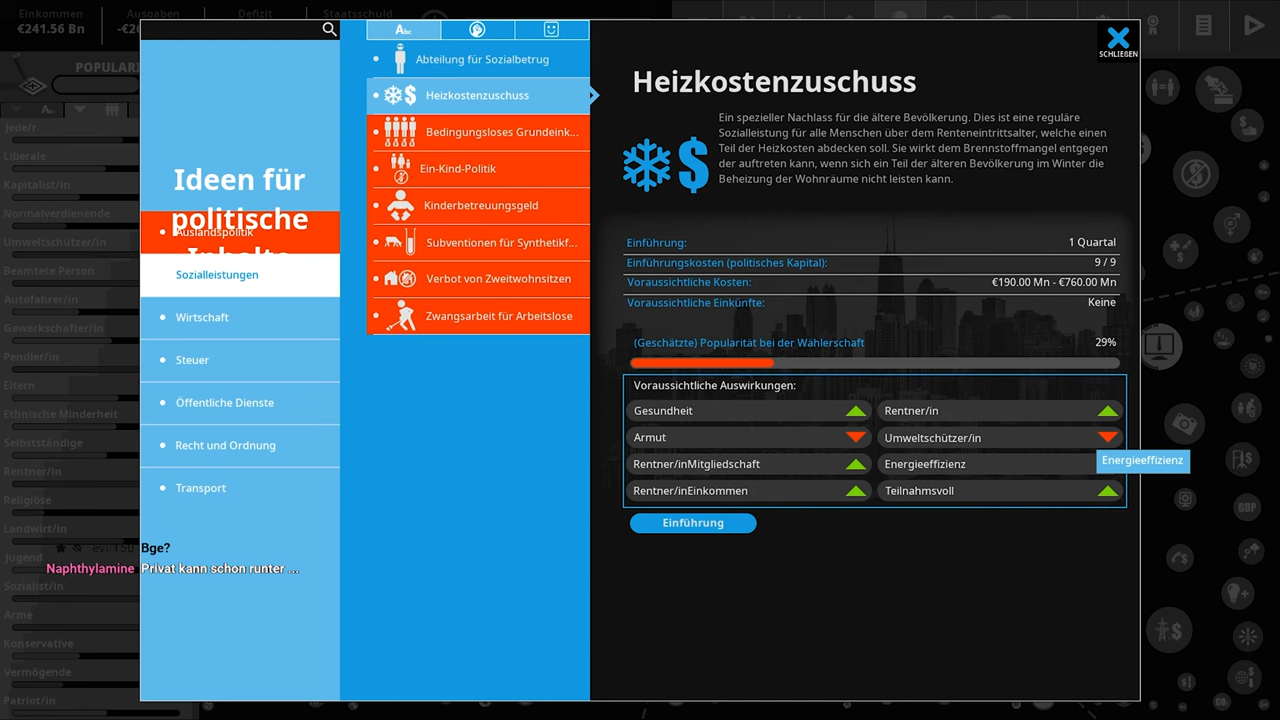 Einkommen
Ausgaben
Defizit
Staatsschuld
€241.56 Bn
POPULARI
Jede/r
Liberale
Kapitalist/in
Normalverdienende
Umweltschützer/in
Beamtete Person
Autofahrer/in
Gewerkschafter/in
Pendler/in
Eltern
Ethnische Minderheit
Selbstständige
Rentner/in
Religiöse
Landwirt/in
Jugend
Sozialist/in
Arme
Konservative
Vermögende
Patriot/in
Ideen für
politische
Inhalte
Auslandspolitik
Sozialleistungen
Wirtschaft
Steuer
Öffentliche Dienste
Recht und Ordnung
Transport
Bge?
Naphthylamine Privat kann schon runter ...
Abc
Abteilung für Sozialbetrug
Heizkostenzuschuss
Bedingungsloses Grundeink...
Ein-Kind-Politik
Kinderbetreuungsgeld
Subventionen für Synthetikf...
Verbot von Zweitwohnsitzen
Zwangsarbeit für Arbeitslose
SCHLIEẞEN
Heizkostenzuschuss
Ein spezieller Nachlass für die ältere Bevölkerung. Dies ist eine reguläre
Sozialleistung für alle Menschen über dem Renteneintrittsalter, welche einen
Teil der Heizkosten abdecken soll. Sie wirkt dem Brennstoffmangel entgegen
der auftreten kann, wenn sich ein Teil der älteren Bevölkerung im Winter die
Beheizung der Wohnräume nicht leisten kann.
Einführung: 1 Quartal
Einführungskosten (politisches Kapital): 9 / 9
Voraussichtliche Kosten: €190.00 Mn - €760.00 Mn
Voraussichtliche Einkünfte: Keine
(Geschätzte) Popularität bei der Wählerschaft 29%
Voraussichtliche Auswirkungen:
Gesundheit Rentner/in
Armut Umweltschützer/in
Rentner/inMitgliedschaft Energieeffizienz
Energieeffizienz
Rentner/inEinkommen Teilnahmsvoll
Einführung
GDP
CO₂